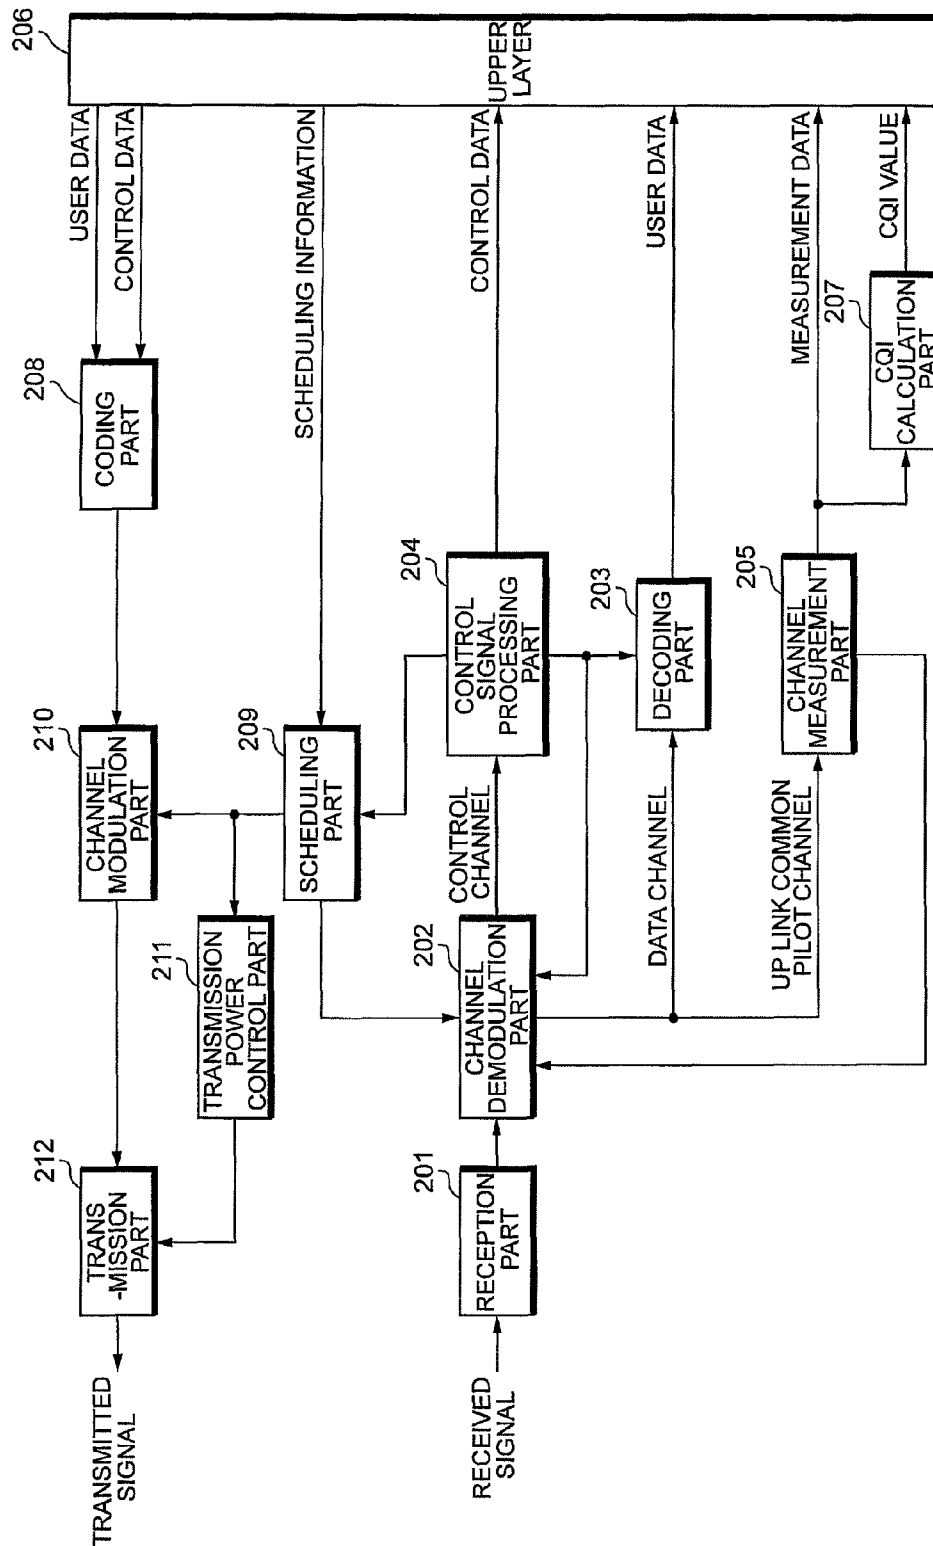 TRANSMITTED
SIGNAL
212
TRANS
-MISSION
PART
210
CHANNEL
MODULATION
PART
208
CODING
PART
USER DATA
CONTROL DATA
206
UPPER
LAYER
211
TRANSMISSION
POWER
CONTROL PART
209
SCHEDULING
PART
SCHEDULING INFORMATION
RECEIVED
SIGNAL
201
RECEPTION
PART
202
CHANNEL
DEMODULATION
PART
CONTROL
CHANNEL
204
CONTROL
SIGNAL
PROCESSING
PART
CONTROL DATA
DATA CHANNEL
203
DECODING
PART
USER DATA
UP LINK COMMON
PILOT CHANNEL
205
CHANNEL
MEASUREMENT
PART
MEASUREMENT DATA
207
CQI
CALCULATION
PART
CQI VALUE